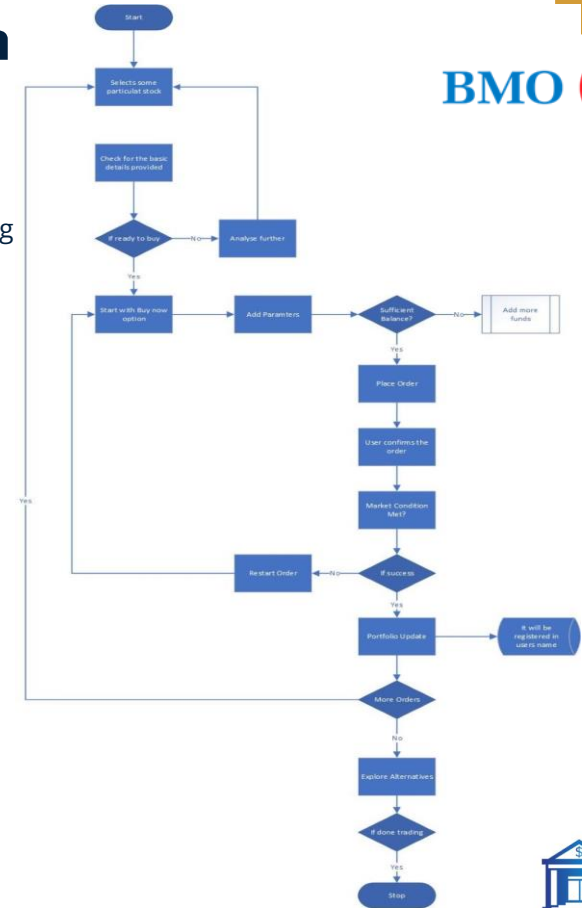 n
BMO
g
Start
Selects some
particulat stock
Check for the basic
details provided
If ready to buy
No
Analyse further
Yes
Start with Buy now
option
Add Paramters
Sufficient
Balance?
No
Add more
funds
Yes
Place Order
User confirms the
order
Market Condition
Met?
Yes
Restart Order
No
If success
Yes
Portfolio Update
It will be
registered in
users name
More Orders
No
Explore Alternatives
If done trading
Yes
Stop
$